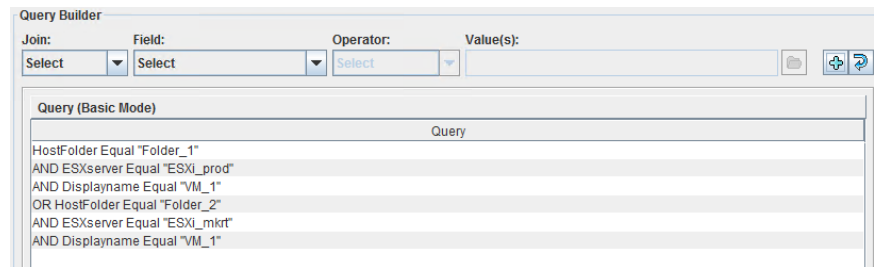 Query Builder
Join: Field: Operator: Value(s):
Select Select Select
Query (Basic Mode)
Query
HostFolder Equal "Folder_1"
AND ESXserver Equal "ESXi_prod"
AND Displayname Equal "VM_1"
OR HostFolder Equal "Folder_2"
AND ESXserver Equal "ESXi_mkrt"
AND Displayname Equal "VM_1"